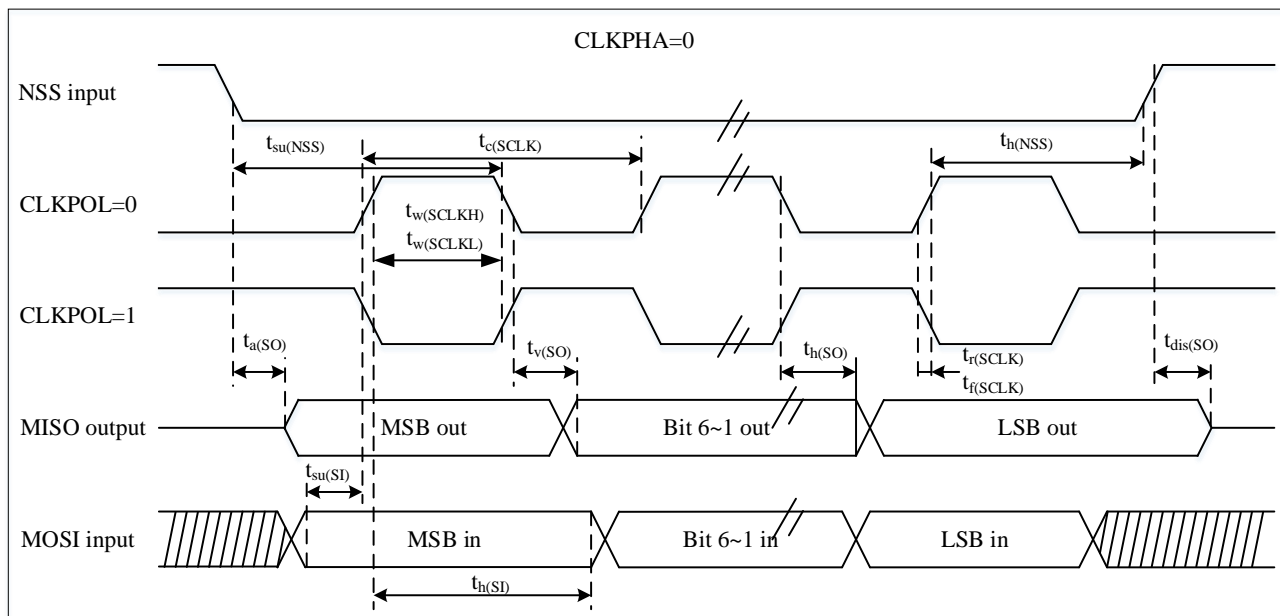 CLKPHA=0
NSS input
tsu(NSS)
tc(SCLK)
th(NSS)
CLKPOL=0
tw(SCLKH)
tw(SCLKL)
CLKPOL=1
ta(SO)
tv(SO)
th(SO)
tr(SCLK)
tf(SCLK)
tdis(SO)
MISO output
MSB out
Bit 6~1 out
LSB out
tsu(SI)
MOSI input
MSB in
Bit 6~1 in
LSB in
th(SI)